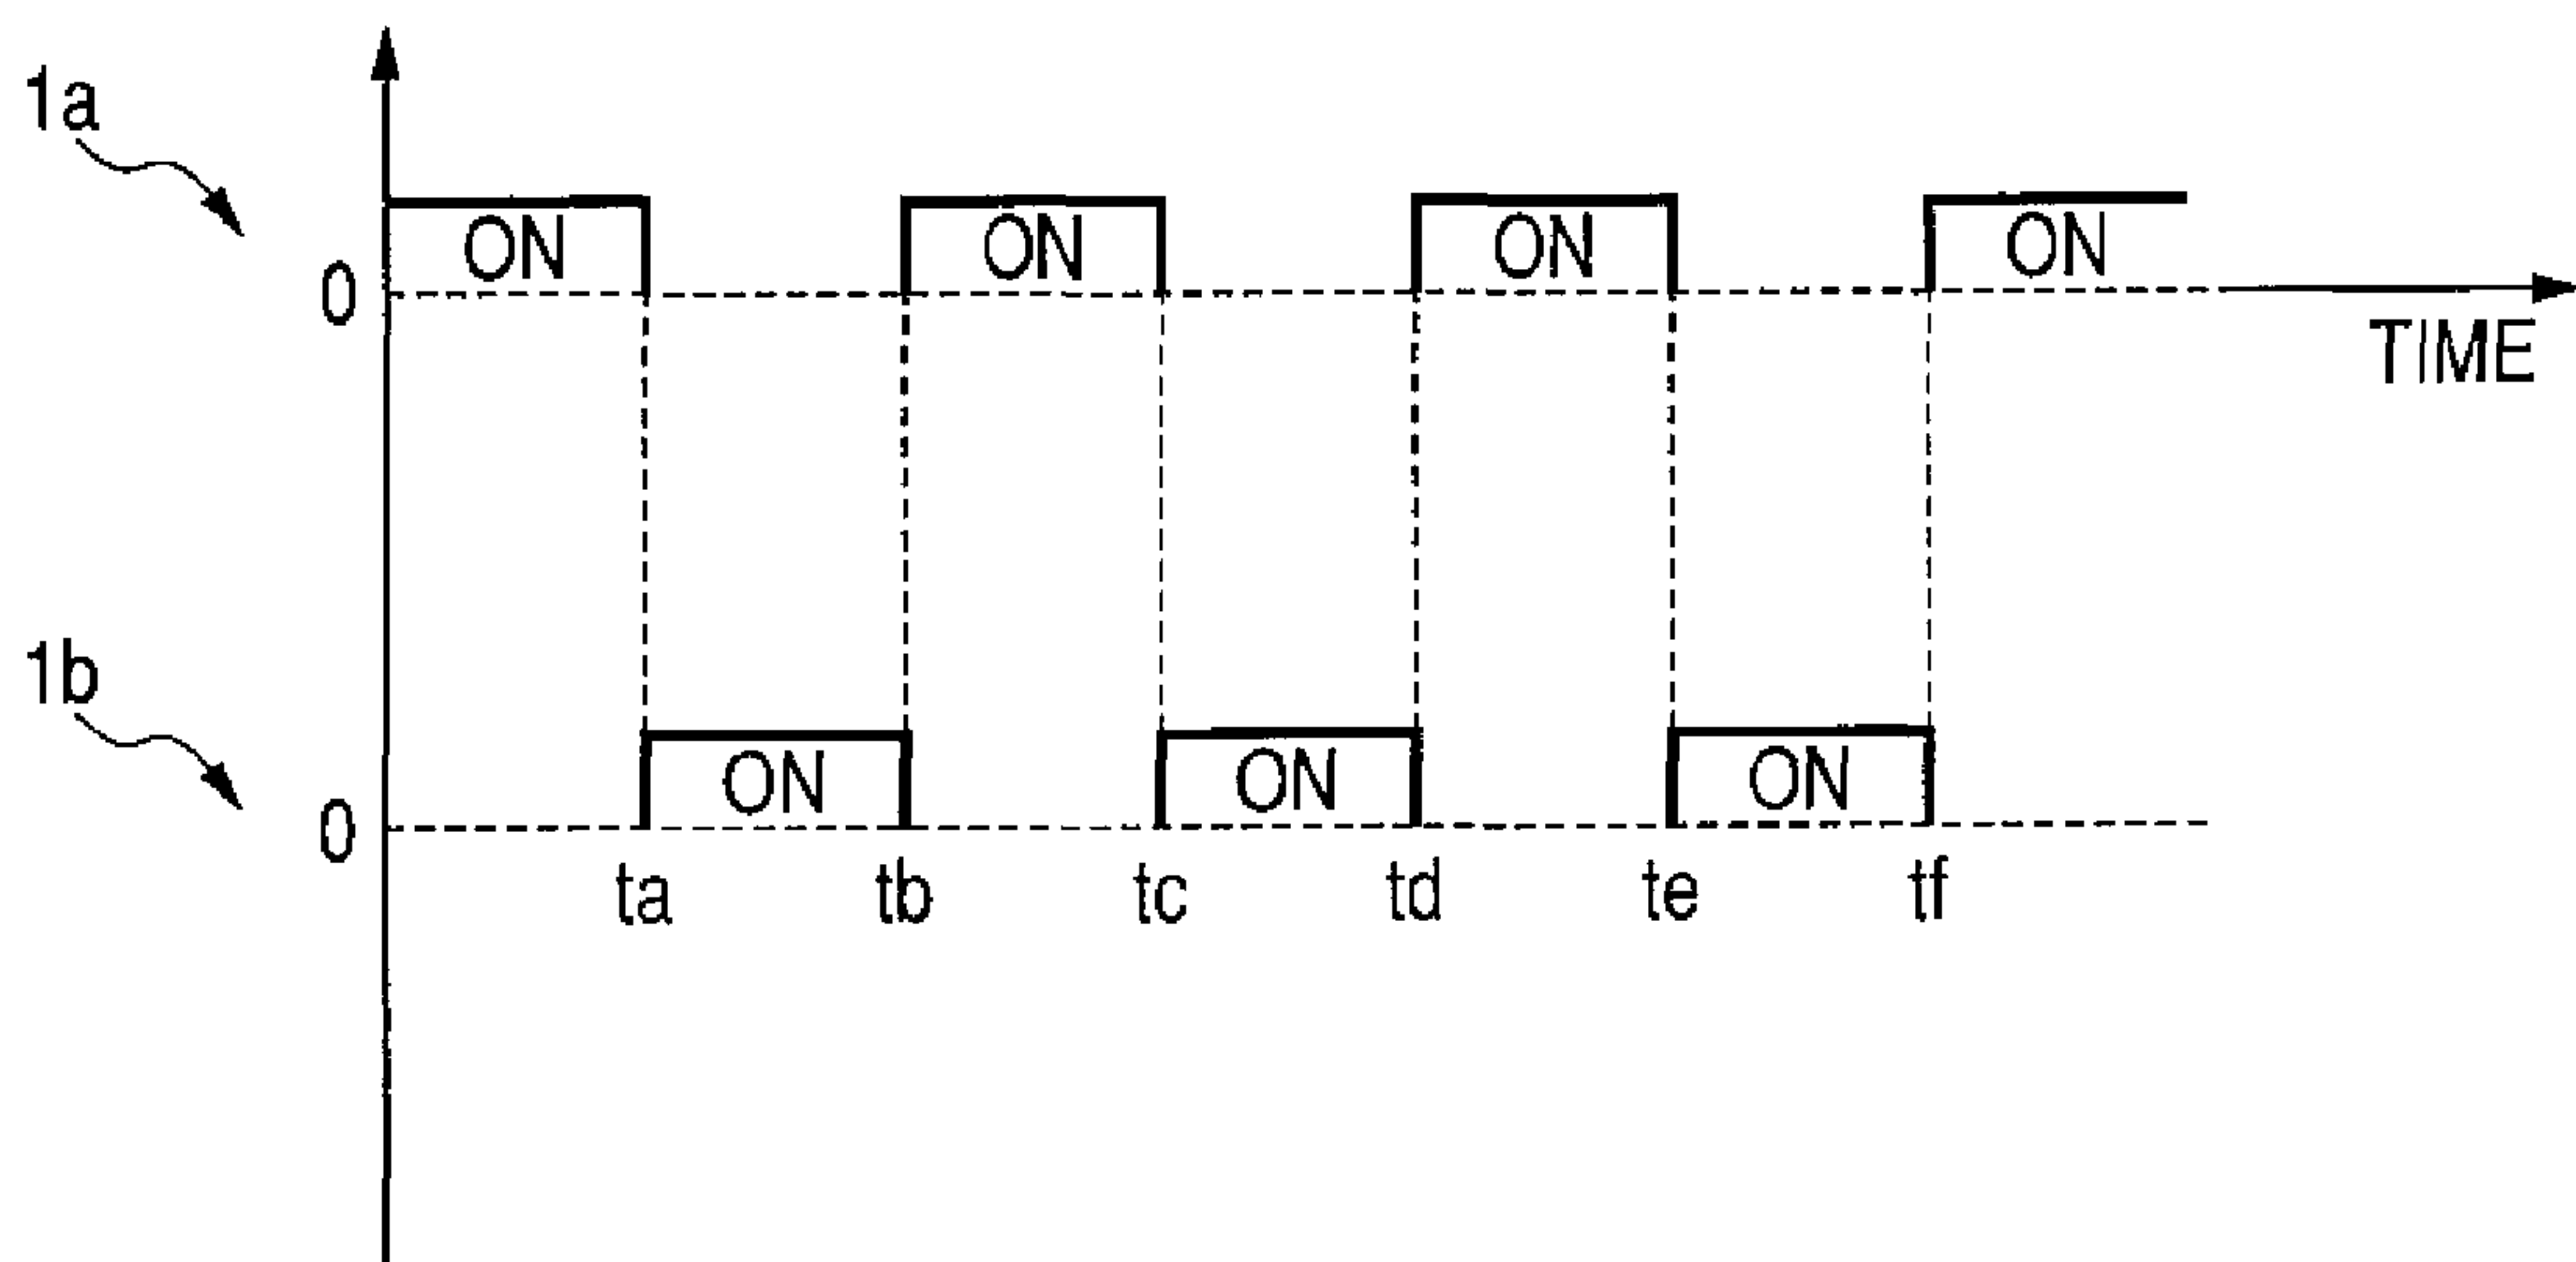 1a
ON ON ON ON
0
TIME
1b
ON ON ON
0
ta tb tc td te tf